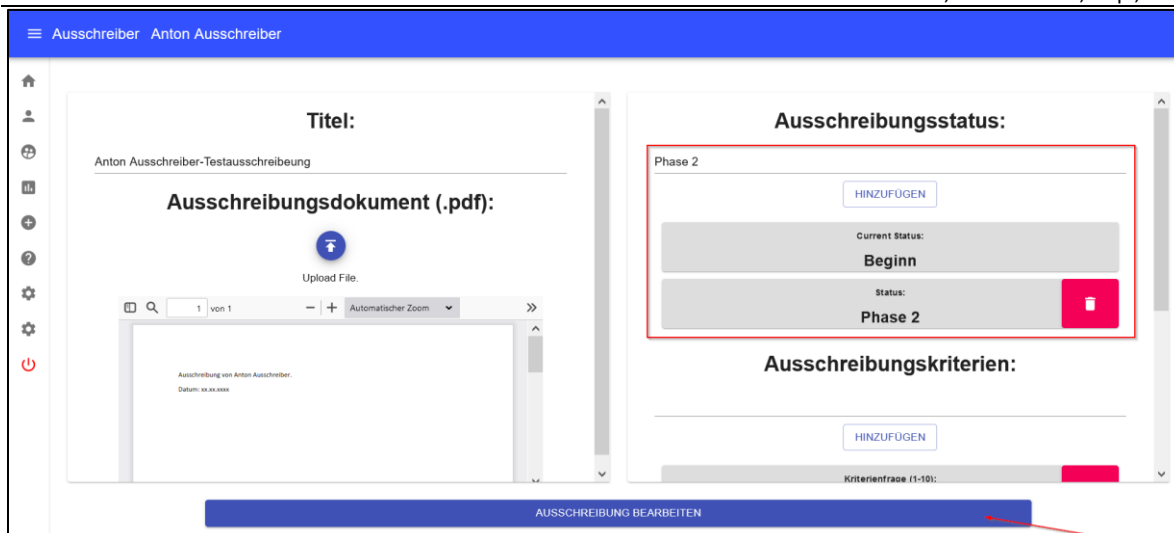 Ausschreiber Anton Ausschreiber
Titel:
Anton Ausschreiber-Testausschreibeung
Ausschreibungsdokument (.pdf):
Upload File.
1 von 1 Automatischer Zoom
Ausschreibung von Anton Ausschreiber.
Datum: xx.xx.xxxx
Ausschreibungsstatus:
Phase 2
HINZUFÜGEN
Current Status:
Beginn
Status:
Phase 2
Ausschreibungskriterien:
HINZUFÜGEN
Kriterienfrage (1-10):
AUSSCHREIBUNG BEARBEITEN